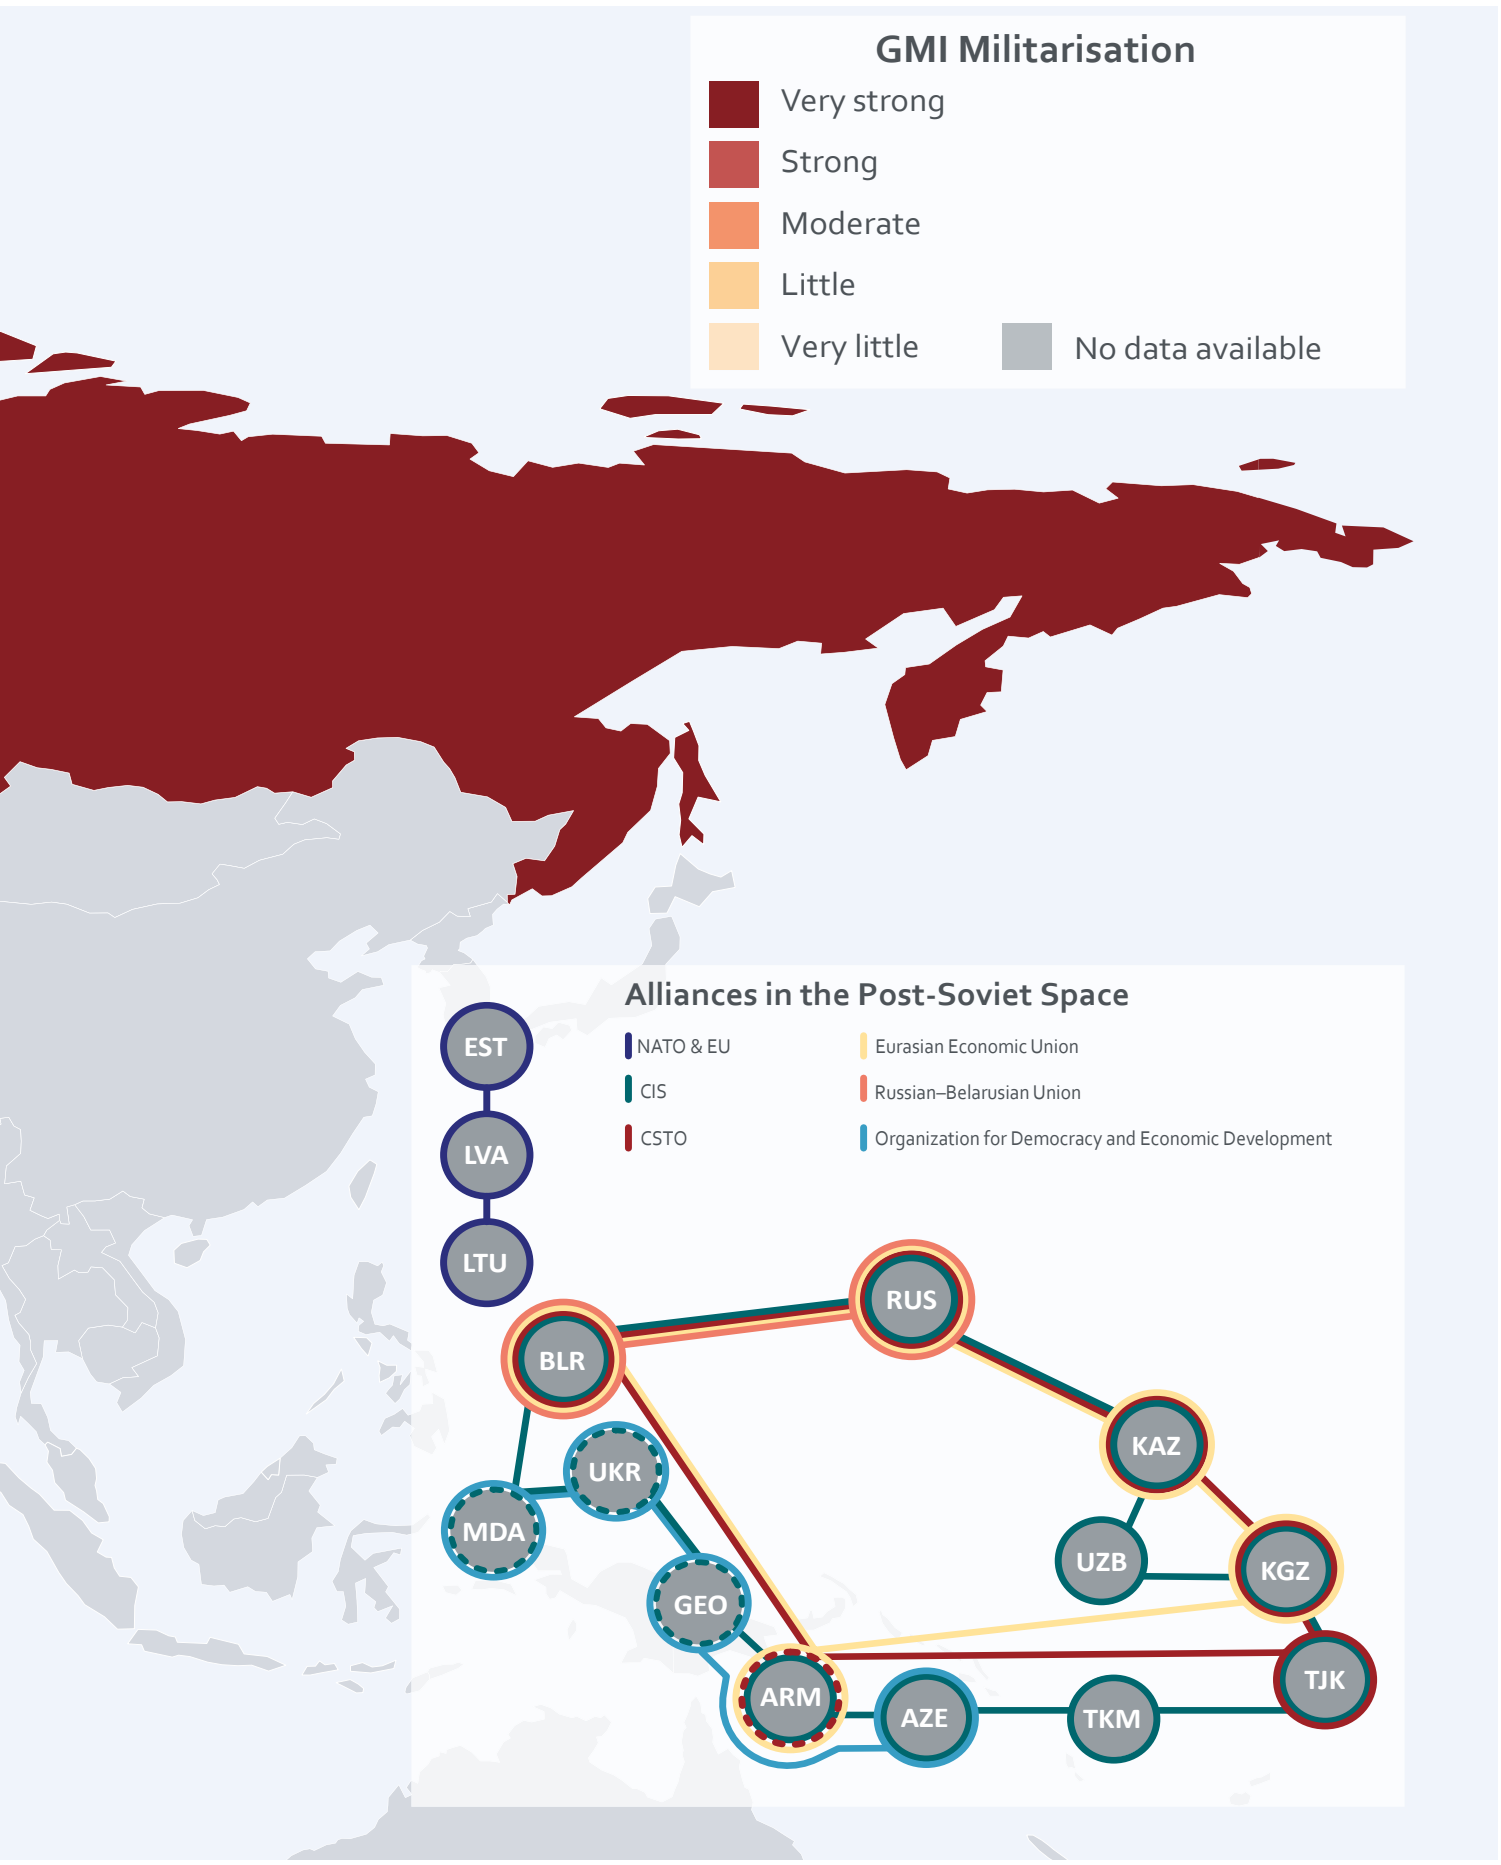 GMI Militarisation
Very strong
Strong
Moderate
Little
Very little
No data available
Alliances in the Post-Soviet Space
NATO & EU
CIS
CSTO
Eurasian Economic Union
Russian–Belarusian Union
Organization for Democracy and Economic Development
EST
LVA
LTU
BLR
RUS
UKR
MDA
KAZ
UZB
KGZ
GEO
ARM
AZE
TKM
TJK